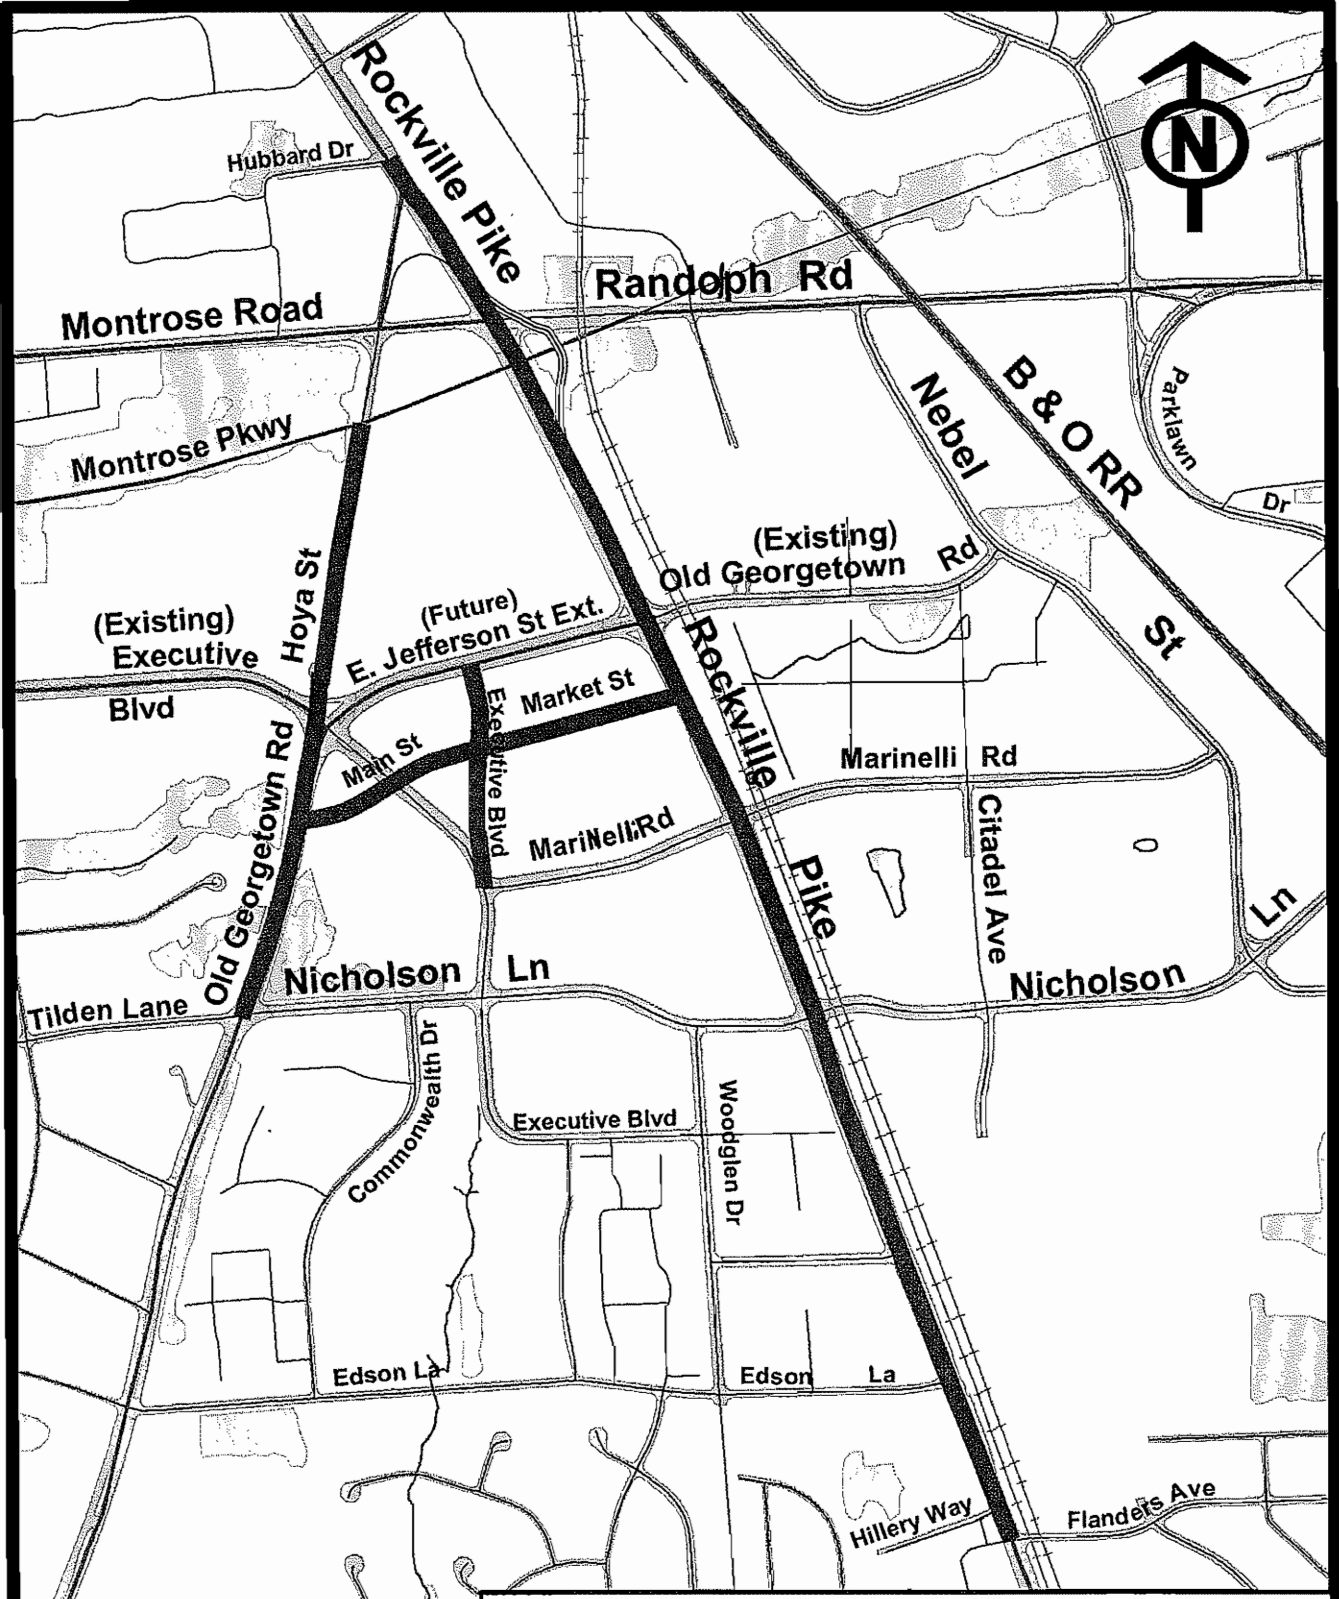 Rockville Pike
N
Hubbard Dr
Randolph Rd
Montrose Road
B & O RR
Nebel
Parklawn
Dr
Montrose Pkwy
(Existing)
Old Georgetown Rd
Hoya St
(Future)
E. Jefferson St Ext.
(Existing)
Executive
Blvd
St
Rockville
Market St
Executive Blvd
Main St
Marinelli Rd
Old Georgetown Rd
MariNelli Rd
Citadel Ave
Pike
Ln
Nicholson Ln
Nicholson
Tilden Lane
Commonwealth Dr
Executive Blvd
Woodglen Dr
Edson La
Edson La
Hillery Way
Flanders Ave